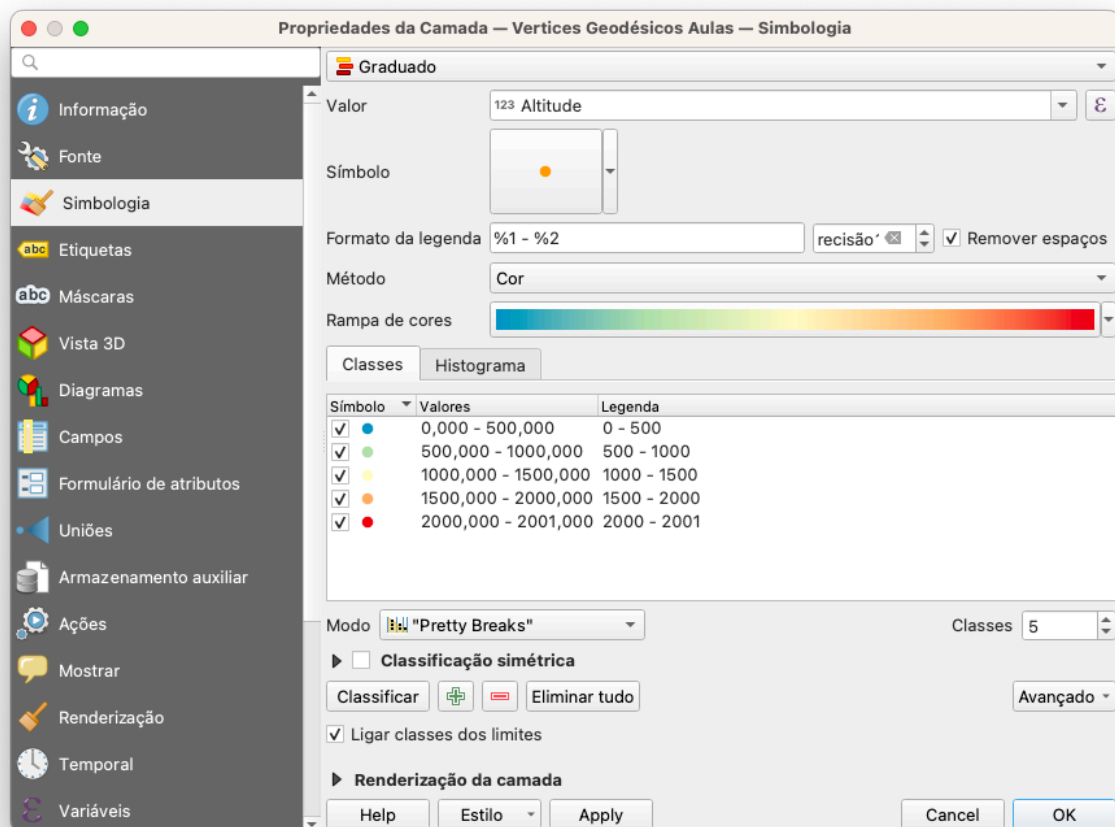 Propriedades da Camada — Vertices Geodésicos Aulas — Simbologia
Informação
Fonte
Simbologia
abc Etiquetas
abc Máscaras
Vista 3D
Diagramas
Campos
Formulário de atributos
Uniões
Armazenamento auxiliar
Ações
Mostrar
Renderização
Temporal
Variáveis
Graduado
Valor 123 Altitude ε
Símbolo
Formato da legenda %1 - %2 recisão Remover espaços
Método Cor
Rampa de cores
Classes Histograma
Símbolo Valores Legenda
0,000 - 500,000 0 - 500
500,000 - 1000,000 500 - 1000
1000,000 - 1500,000 1000 - 1500
1500,000 - 2000,000 1500 - 2000
2000,000 - 2001,000 2000 - 2001
Modo "Pretty Breaks" Classes 5
Classificação simétrica
Classificar Eliminar tudo Avançado
Ligar classes dos limites
Renderização da camada
Help Estilo Apply Cancel OK